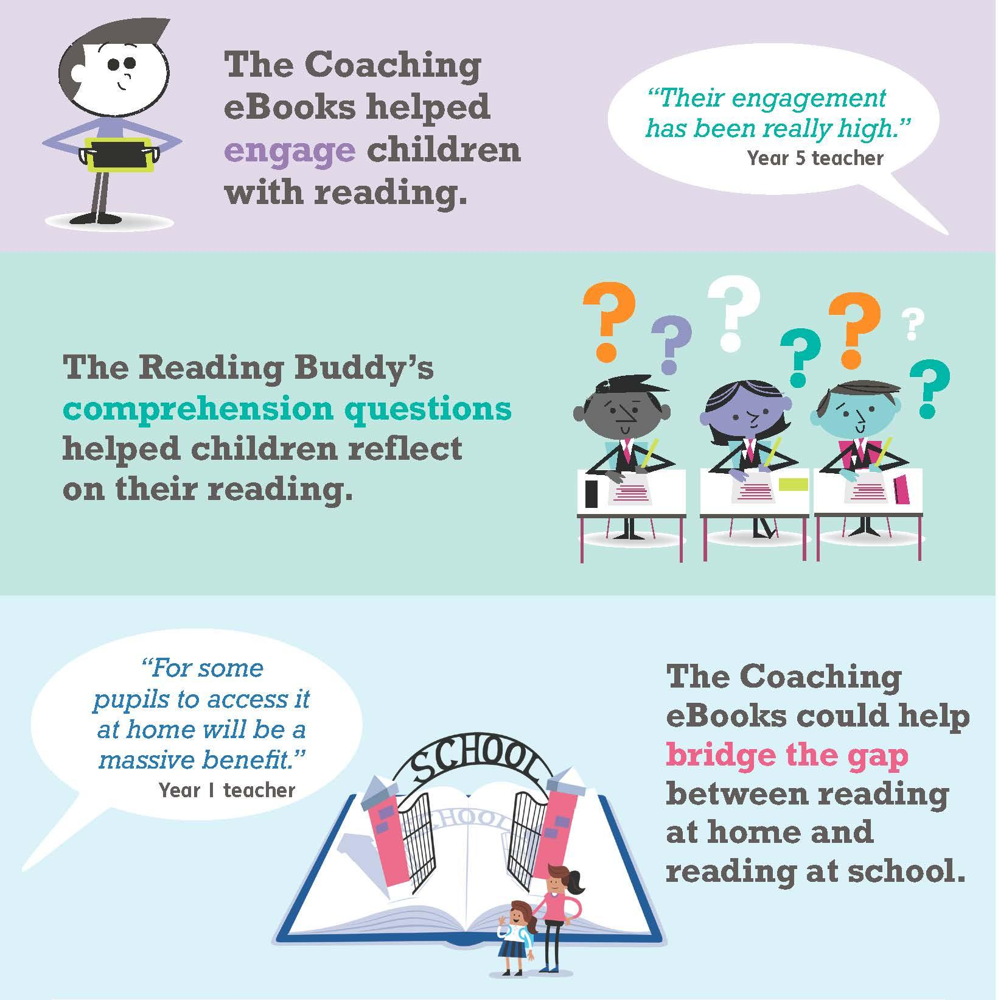 The Coaching
eBooks helped
engage children
with reading.
“Their engagement
has been really high.”
Year 5 teacher
The Reading Buddy’s
comprehension questions
helped children reflect
on their reading.
“For some
pupils to access it
at home will be a
massive benefit.”
Year 1 teacher
SCHOOL
SCHOOL
The Coaching
eBooks could help
bridge the gap
between reading
at home and
reading at school.